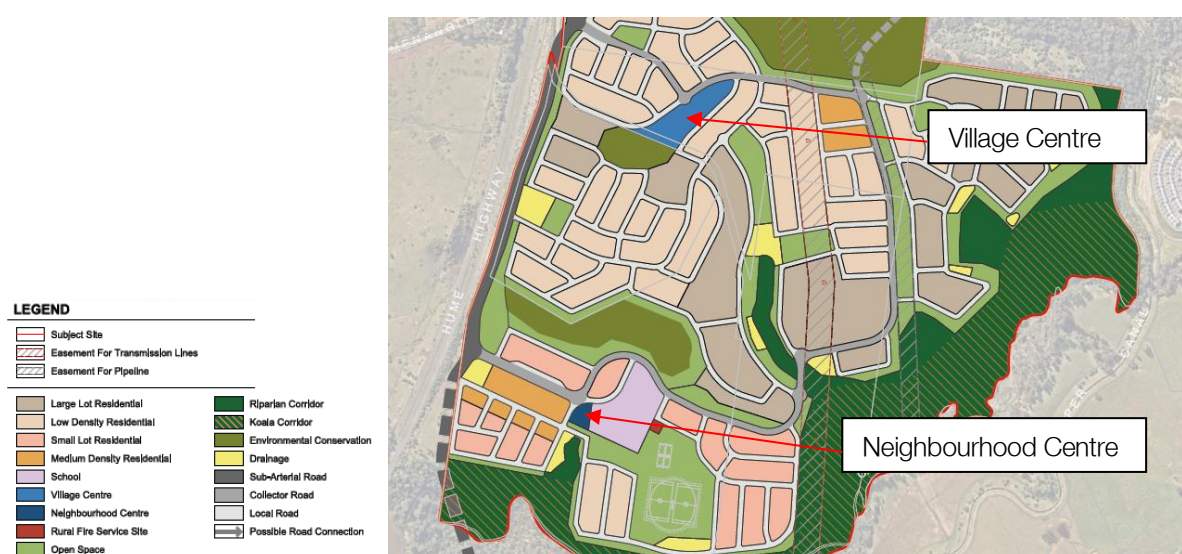 HUME HIGHWAY
Village Centre
CANAL
Neighbourhood Centre
LEGEND
Subject Site
Easement For Transmission Lines
Easement For Pipeline
Large Lot Residential
Low Density Residential
Small Lot Residential
Medium Density Residential
School
Village Centre
Neighbourhood Centre
Rural Fire Service Site
Open Space
Riparian Corridor
Koala Corridor
Environmental Conservation
Drainage
Sub-Arterial Road
Collector Road
Local Road
Possible Road Connection